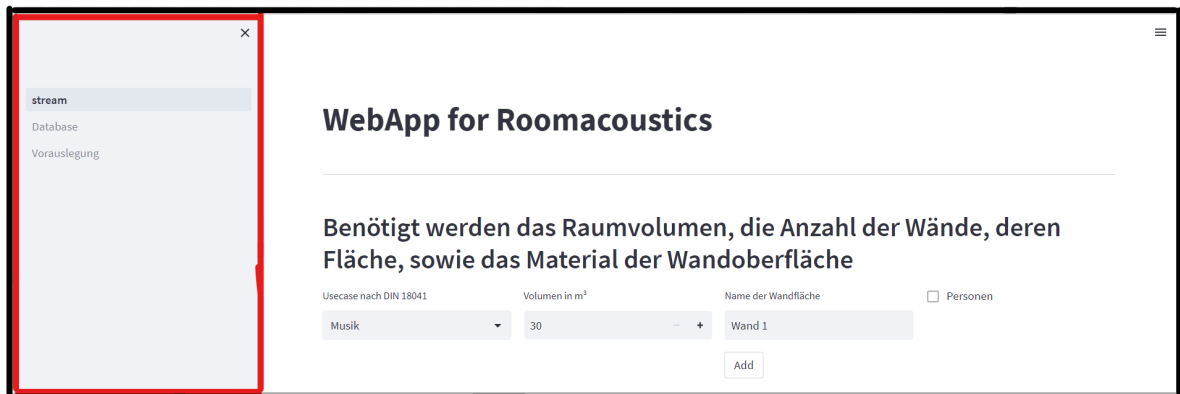 stream
Database
Vorauslegung
WebApp for Roomacoustics
Benötigt werden das Raumvolumen, die Anzahl der Wände, deren
Fläche, sowie das Material der Wandoberfläche
Usecase nach DIN 18041
Musik
Volumen in m³
30
Name der Wandfläche
Wand 1
Add
Personen